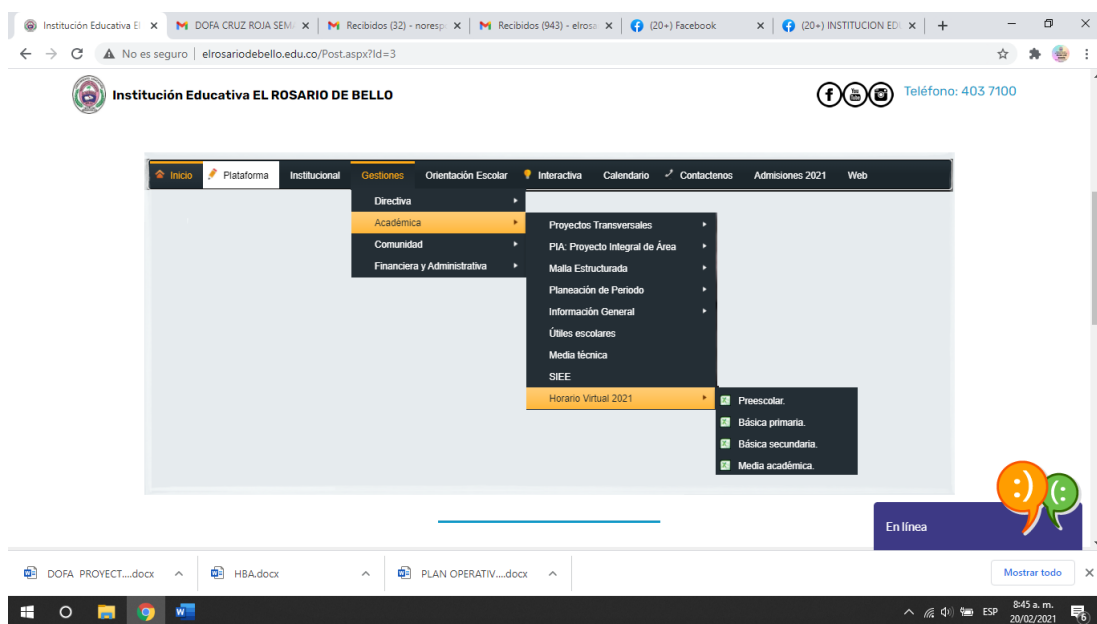 Institución Educativa El
DOFA CRUZ ROJA SEM
Recibidos (32) - noresp
Recibidos (943) - elrosa
(20+) Facebook
(20+) INSTITUCION EDU
No es seguro
elrosariodebello.edu.co/Post.aspx?Id=3
Institución Educativa EL ROSARIO DE BELLO
Teléfono: 403 7100
Inicio Plataforma Institucional Gestiones Orientación Escolar Interactiva Calendario Contactenos Admisiones 2021 Web
Directiva
Académica
Comunidad
Financiera y Administrativa
Proyectos Transversales
PIA: Proyecto Integral de Área
Malla Estructurada
Planeación de Periodo
Información General
Útiles escolares
Media técnica
SIEE
Horario Virtual 2021
Preescolar.
Básica primaria.
Básica secundaria.
Media académica.
En línea
DOFA PROYECT....docx
HBA.docx
PLAN OPERATIV....docx
Mostrar todo
ESP
8:45 a. m.
20/02/2021